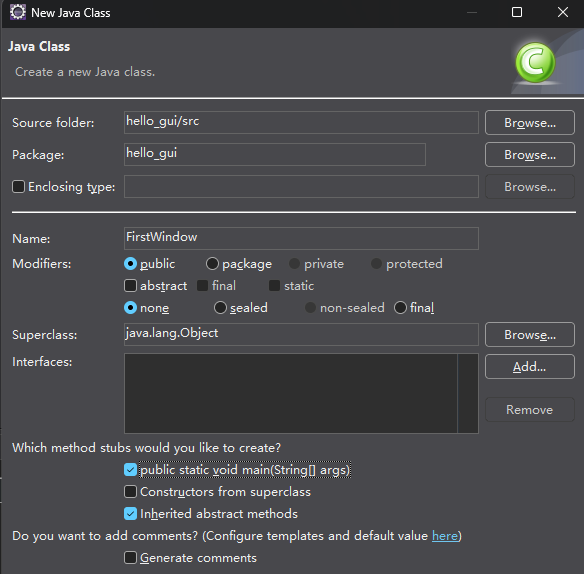 New Java Class
Java Class
Create a new Java class.
C
Source folder: hello_gui/src Browse...
Package: hello_gui Browse...
Enclosing type: Browse...
Name: FirstWindow
Modifiers: public package private protected
abstract final static
none sealed non-sealed final
Superclass: java.lang.Object Browse...
Interfaces: Add...
Remove
Which method stubs would you like to create?
public static void main(String[] args)
Constructors from superclass
Inherited abstract methods
Do you want to add comments? (Configure templates and default value here)
Generate comments